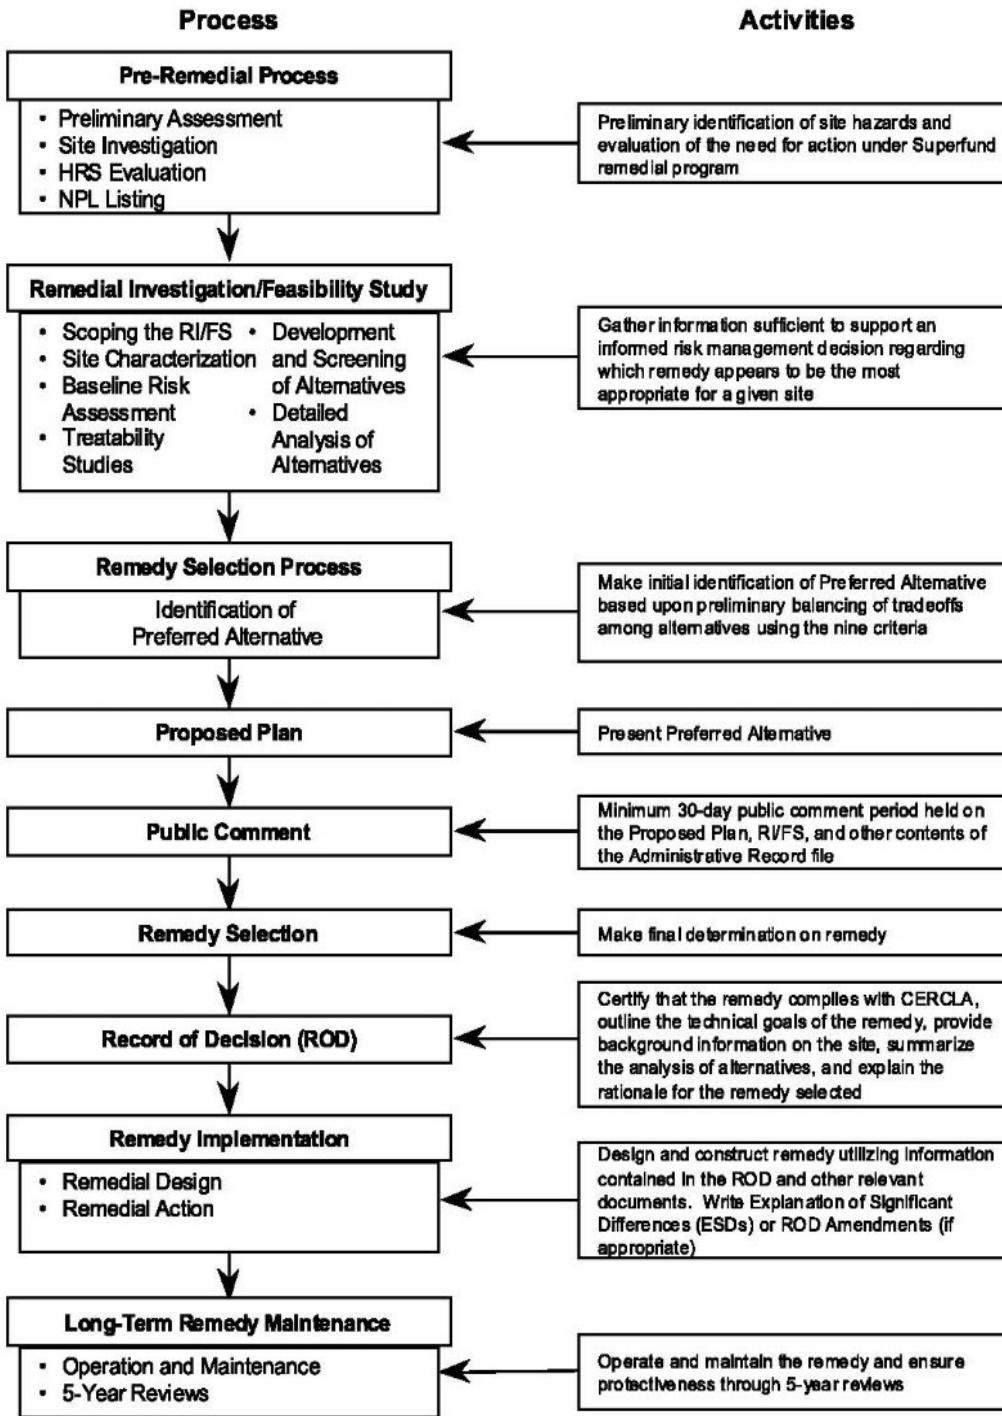 Process
Activities
Pre-Remedial Process
• Preliminary Assessment
• Site Investigation
• HRS Evaluation
• NPL Listing
Preliminary identification of site hazards and
evaluation of the need for action under Superfund
remedial program
Remedial Investigation/Feasibility Study
• Scoping the RI/FS
• Site Characterization
• Baseline Risk
Assessment
• Treatability
Studies
• Development
and Screening
of Alternatives
• Detailed
Analysis of
Alternatives
Gather information sufficient to support an
informed risk management decision regarding
which remedy appears to be the most
appropriate for a given site
Remedy Selection Process
Identification of
Preferred Alternative
Make initial identification of Preferred Alternative
based upon preliminary balancing of tradeoffs
among alternatives using the nine criteria
Proposed Plan
Present Preferred Alternative
Public Comment
Minimum 30-day public comment period held on
the Proposed Plan, RI/FS, and other contents of
the Administrative Record file
Remedy Selection
Make final determination on remedy
Record of Decision (ROD)
Certify that the remedy complies with CERCLA,
outline the technical goals of the remedy, provide
background information on the site, summarize
the analysis of alternatives, and explain the
rationale for the remedy selected
Remedy Implementation
• Remedial Design
• Remedial Action
Design and construct remedy utilizing information
contained in the ROD and other relevant
documents. Write Explanation of Significant
Differences (ESDs) or ROD Amendments (if
appropriate)
Long-Term Remedy Maintenance
• Operation and Maintenance
• 5-Year Reviews
Operate and maintain the remedy and ensure
protectiveness through 5-year reviews